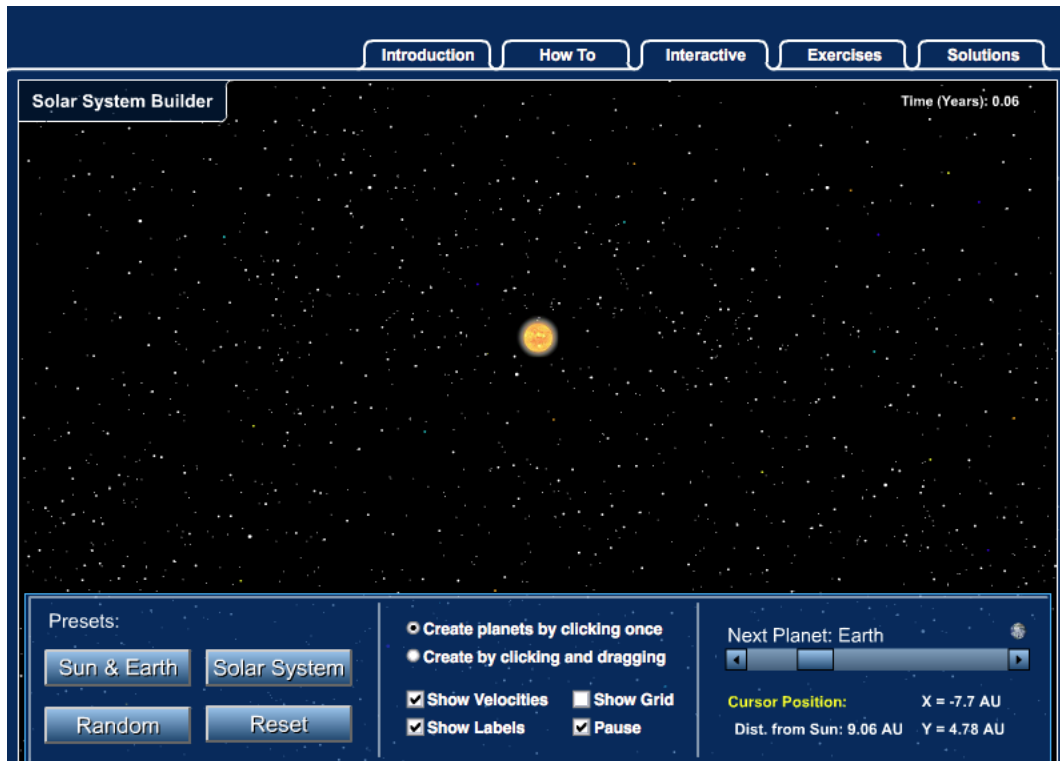 Introduction How To Interactive Exercises Solutions
Solar System Builder
Time (Years): 0.06
Presets:
Sun & Earth Solar System
Random Reset
Create planets by clicking once
Create by clicking and dragging
Show Velocities Show Grid
Show Labels Pause
Next Planet: Earth
Cursor Position: X = -7.7 AU
Dist. from Sun: 9.06 AU Y = 4.78 AU